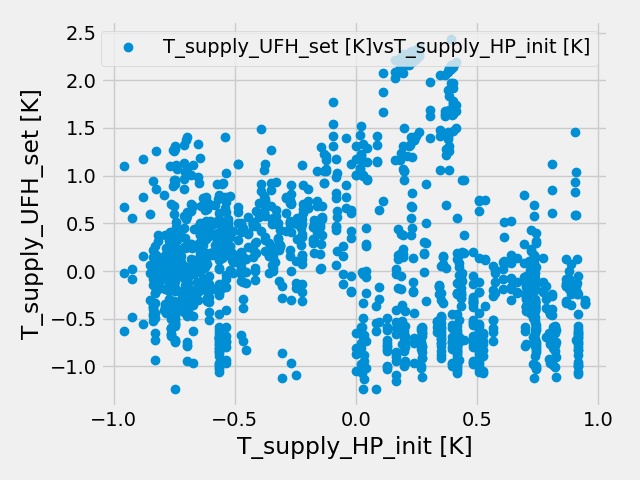 T_supply_UFH_set [K]vsT_supply_HP_init [K]
2.5
2.0
1.5
1.0
0.5
0.0
−0.5
−1.0
T_supply_UFH_set [K]
−1.0 −0.5 0.0 0.5 1.0
T_supply_HP_init [K]